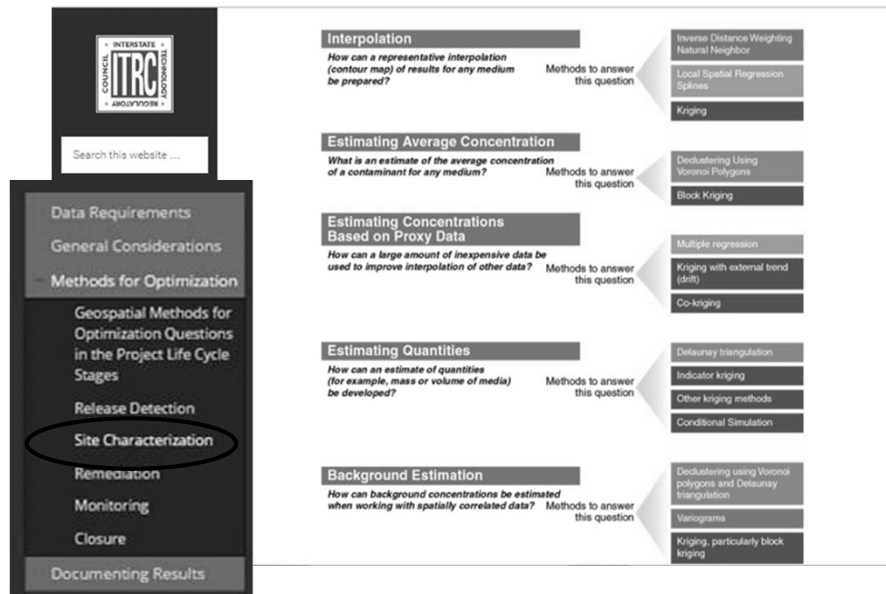 INTERSTATE
COUNCIL
ITRC
TECHNOLOGY
REGULATORY
Search this website ...
Data Requirements
General Considerations
Methods for Optimization
Geospatial Methods for
Optimization Questions
in the Project Life Cycle
Stages
Release Detection
Site Characterization
Remediation
Monitoring
Closure
Documenting Results
Interpolation
How can a representative interpolation
(contour map) of results for any medium
be prepared?
Methods to answer
this question
Inverse Distance Weighting
Natural Neighbor
Local Spatial Regression
Splines
Kriging
Estimating Average Concentration
What is an estimate of the average concentration
of a contaminant for any medium?
Methods to answer
this question
Declustering Using
Voronoi Polygons
Block Kriging
Estimating Concentrations
Based on Proxy Data
How can a large amount of inexpensive data be
used to improve interpolation of other data?
Methods to answer
this question
Multiple regression
Kriging with external trend
(drift)
Co-kriging
Estimating Quantities
How can an estimate of quantities
(for example, mass or volume of media)
be developed?
Methods to answer
this question
Delaunay triangulation
Indicator kriging
Other kriging methods
Conditional Simulation
Background Estimation
How can background concentrations be estimated
when working with spatially correlated data?
Methods to answer
this question
Declustering using Voronoi
polygons and Delaunay
triangulation
Variograms
Kriging, particularly block
kriging